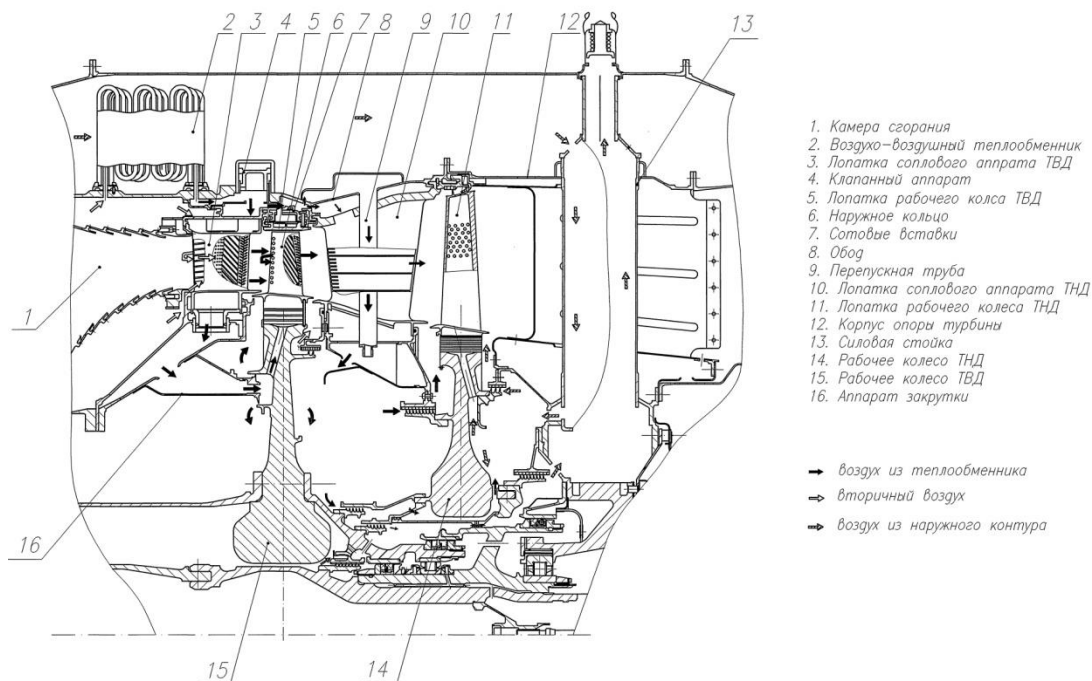 2 3 4 5 6 7 8 9 10 11 12 13
1
16
15
14
1. Камера сгорания
2. Воздухо-воздушный теплообменник
3. Лопатка соплового аппрата ТВД
4. Клапанный аппарат
5. Лопатка рабочего колса ТВД
6. Наружное кольцо
7. Сотовые вставки
8. Обод
9. Перепускная труба
10. Лопатка соплового аппарата ТНД
11. Лопатка рабочего колеса ТНД
12. Корпус опоры турбины
13. Силовая стойка
14. Рабочее колесо ТНД
15. Рабочее колесо ТВД
16. Аппарат закрутки
воздух из теплообменника
вторичный воздух
воздух из наружного контура